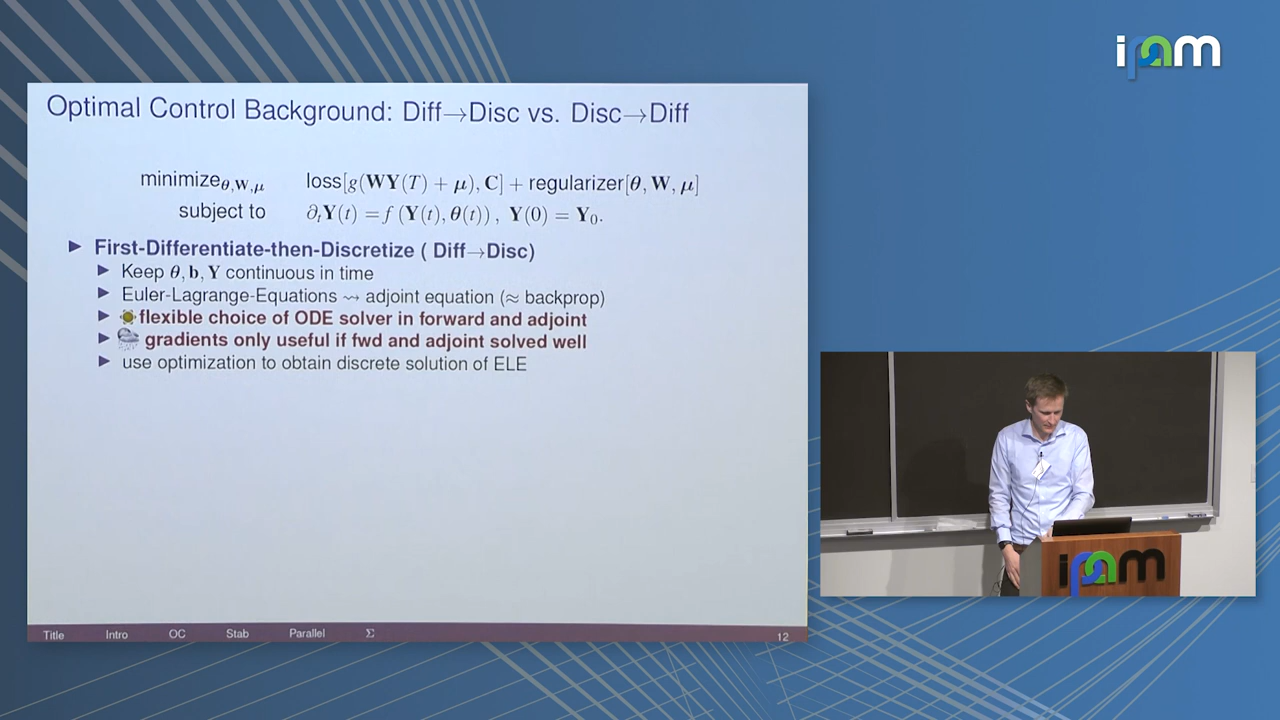 ipam
Optimal Control Background: Diff→Disc vs. Disc→Diff
minimize_{θ,W,μ} loss[g(WY(T) + μ), C] + regularizer[θ, W, μ]
subject to ∂_tY(t) = f (Y(t), θ(t)) , Y(0) = Y_0.
▶ First-Differentiate-then-Discretize ( Diff→Disc)
▶ Keep θ, b, Y continuous in time
▶ Euler-Lagrange-Equations ⇝ adjoint equation (≈ backprop)
▶ flexible choice of ODE solver in forward and adjoint
▶ gradients only useful if fwd and adjoint solved well
▶ use optimization to obtain discrete solution of ELE
Title Intro OC Stab Parallel Σ 12
ipam